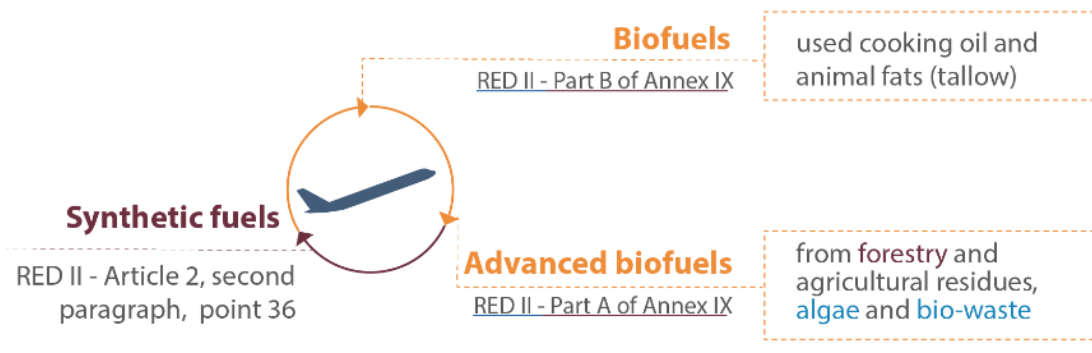 Biofuels
RED II - Part B of Annex IX
used cooking oil and
animal fats (tallow)
Synthetic fuels
RED II - Article 2, second
paragraph, point 36
Advanced biofuels
RED II - Part A of Annex IX
from forestry and
agricultural residues,
algae and bio-waste